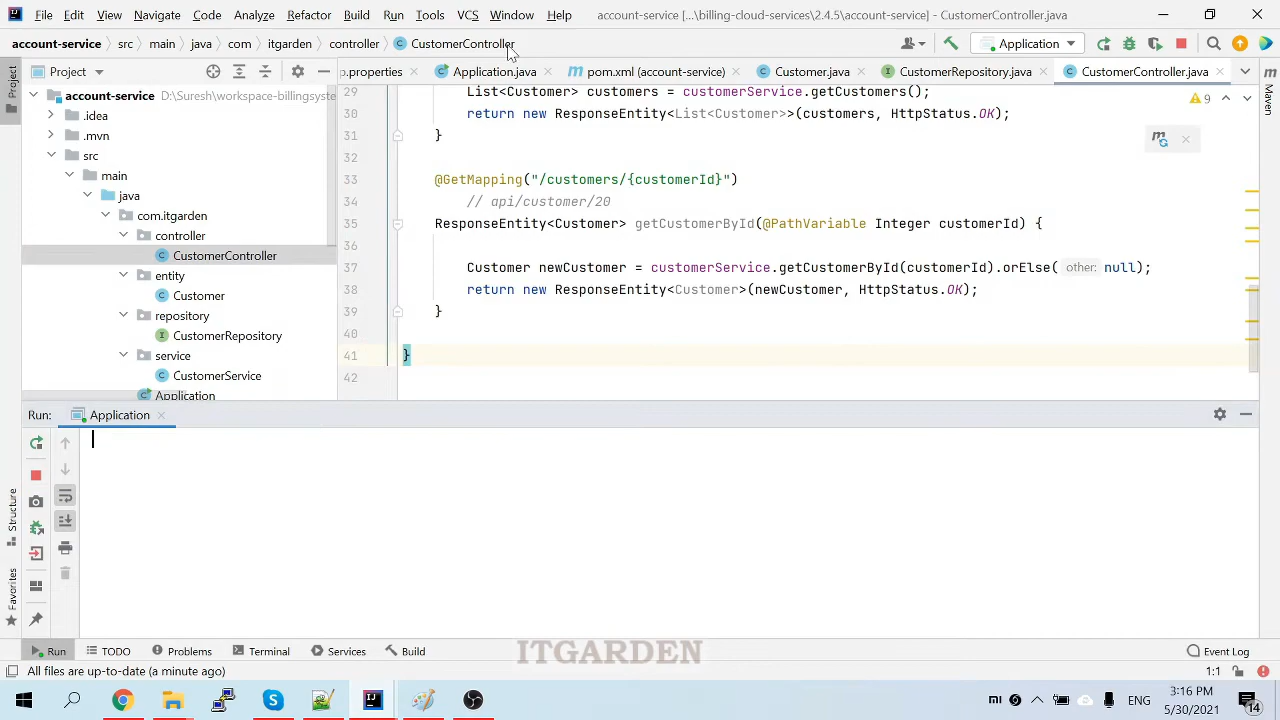 File Edit View Navigate Code Analyze Refactor Build Run Tools VCS Window Help account-service [...\billing-cloud-services\2.4.5\account-service] - CustomerController.java
account-service src main java com itgarden controller CustomerController Application
Project p.properties Application.java pom.xml (account-service) Customer.java CustomerRepository.java CustomerController.java
Project
Maven
account-service D:\Suresh\workspace-billingsyste
.idea
.mvn
src
main
java
com.itgarden
controller
CustomerController
entity
Customer
repository
CustomerRepository
service
CustomerService
Application
9
29 List<Customer> customers = customerService.getCustomers();
30 return new ResponseEntity<List<Customer>>(customers, HttpStatus.OK);
31 }
32
33 @GetMapping("/customers/{customerId}")
34 // api/customer/20
35 ResponseEntity<Customer> getCustomerById(@PathVariable Integer customerId) {
36
37 Customer newCustomer = customerService.getCustomerById(customerId).orElse( other: null);
38 return new ResponseEntity<Customer>(newCustomer, HttpStatus.OK);
39 }
40
41 }
42
Run: Application
Structure
Favorites
Run TODO Problems Terminal Services Build Event Log
ITGARDEN
All files are up-to-date (a minute ago) 1:1
ENG 3:16 PM
5/30/2021
14